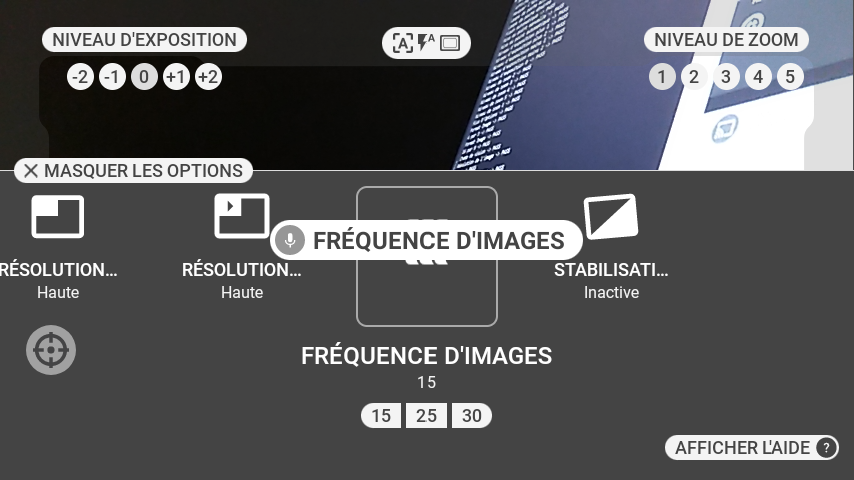 NIVEAU D'EXPOSITION
A A
NIVEAU DE ZOOM
-2 -1 0 +1 +2
1 2 3 4 5
MASQUER LES OPTIONS
FRÉQUENCE D'IMAGES
RÉSOLUTION...
RÉSOLUTION...
STABILISATI...
Haute
Haute
Inactive
FRÉQUENCE D'IMAGES
15
15 25 30
AFFICHER L'AIDE ?